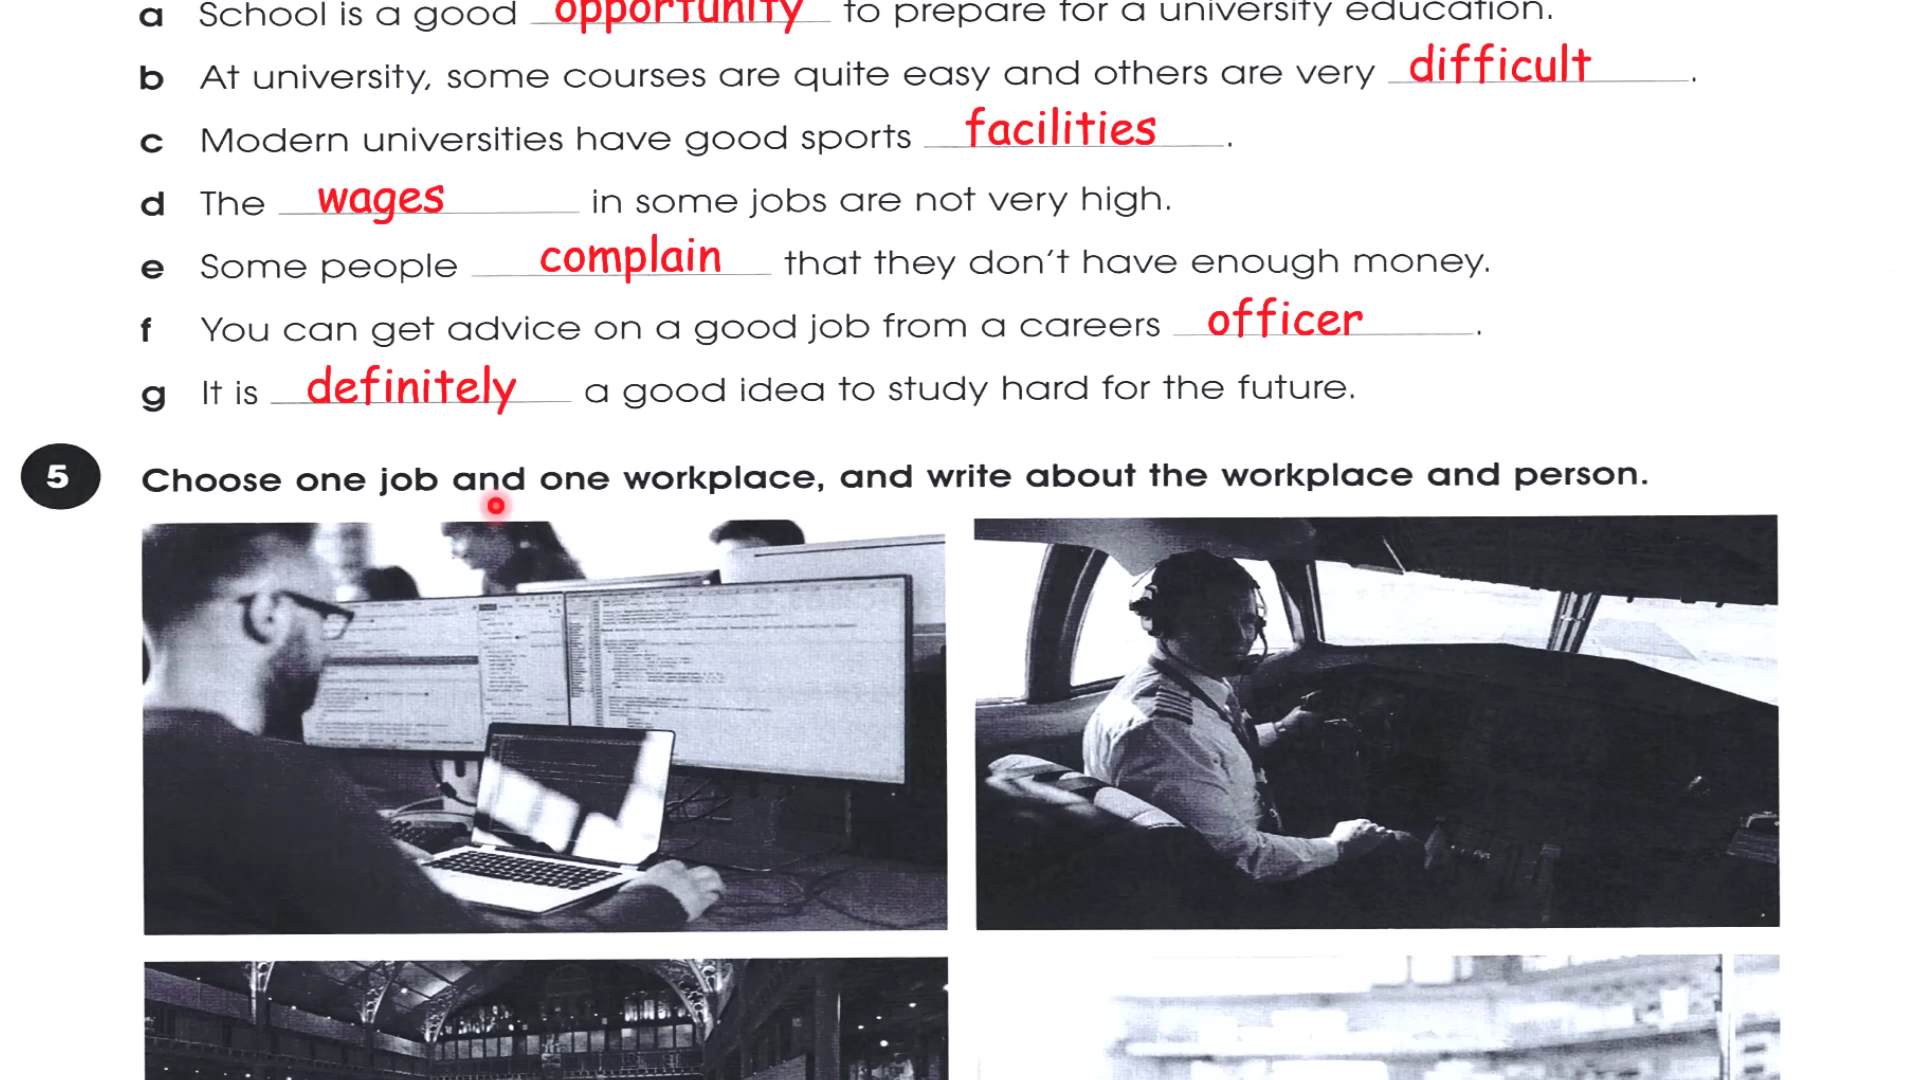 a School is a good opportunity to prepare for a university education.
b At university, some courses are quite easy and others are very difficult.
c Modern universities have good sports facilities.
d The wages in some jobs are not very high.
e Some people complain that they don't have enough money.
f You can get advice on a good job from a careers officer.
g It is definitely a good idea to study hard for the future.
5 Choose one job and one workplace, and write about the workplace and person.